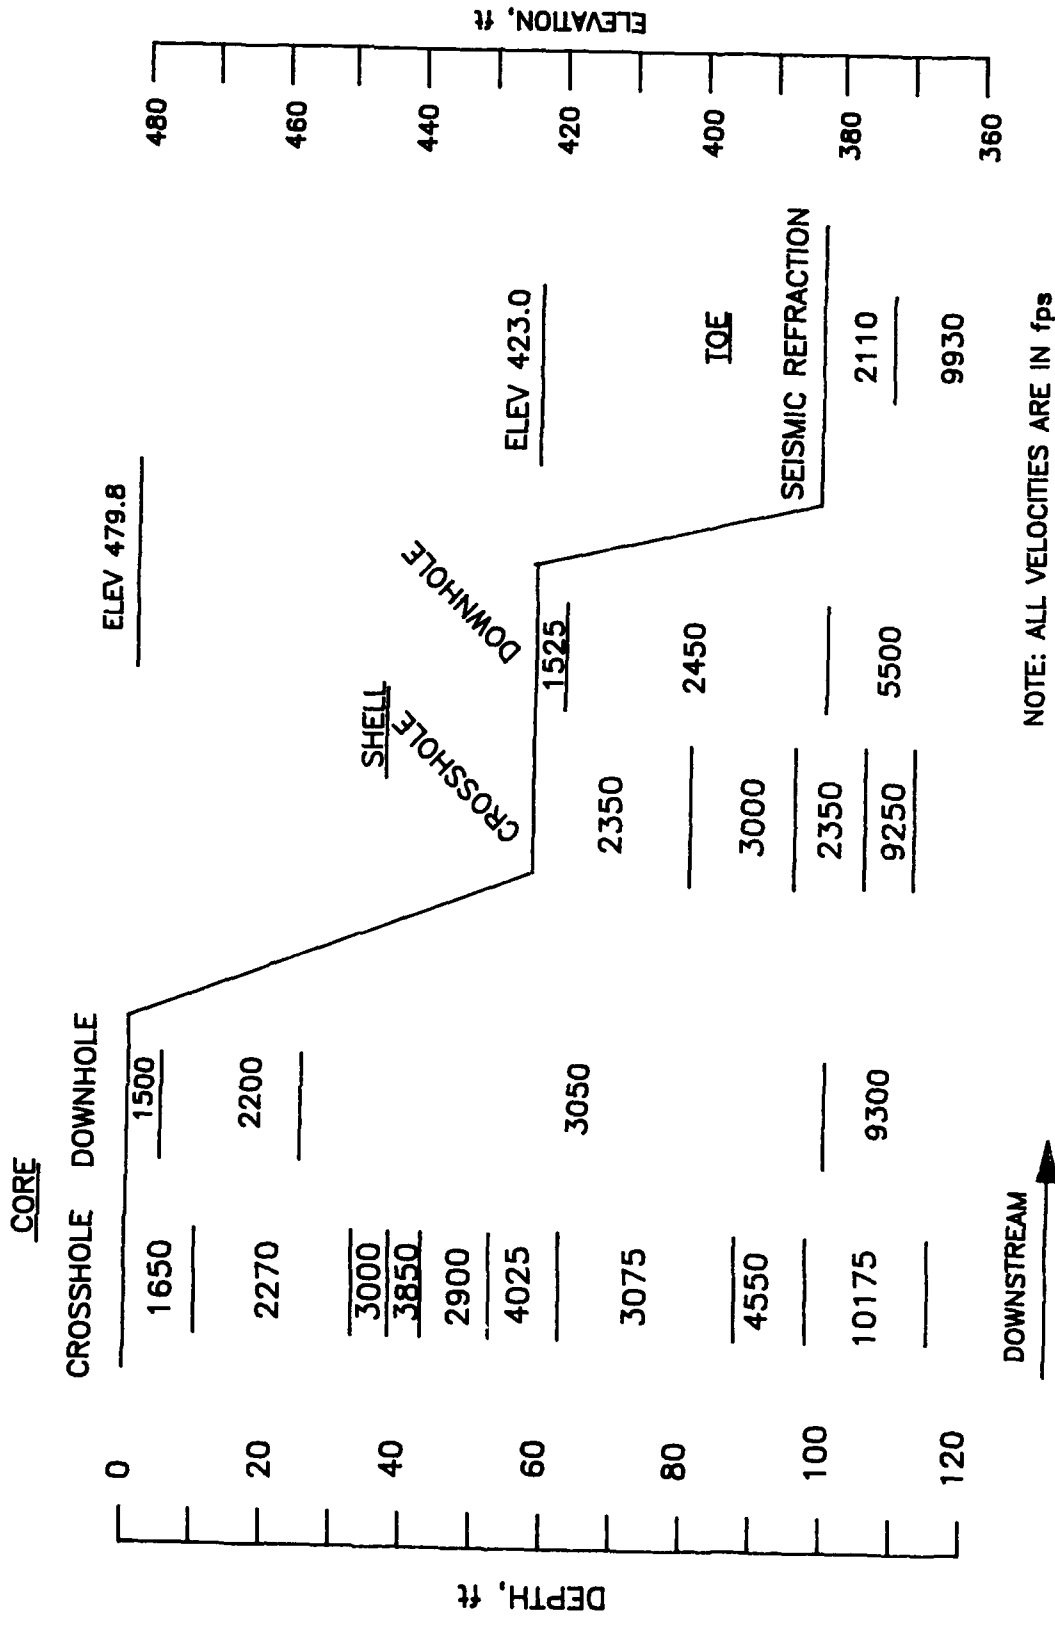 CORE
CROSSHOLE DOWNHOLE
DEPTH, ft
0
20
40
60
80
100
120
1650
2270
3000
3850
2900
4025
3075
4550
10175
1500
2200
3050
9300
SHELL
CROSSHOLE
DOWNHOLE
2350
3000
2350
9250
1525
2450
5500
ELEV 479.8
ELEV 423.0
TOE
SEISMIC REFRACTION
2110
9930
ELEVATION, ft
480
460
440
420
400
380
360
DOWNSTREAM
NOTE: ALL VELOCITIES ARE IN fps